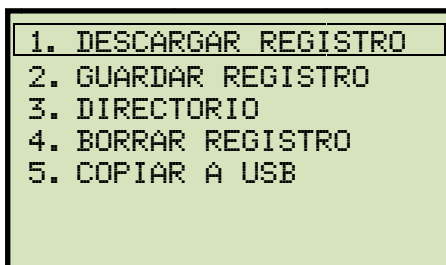 1. DESCARGAR REGISTRO
2. GUARDAR REGISTRO
3. DIRECTORIO
4. BORRAR REGISTRO
5. COPIAR A USB